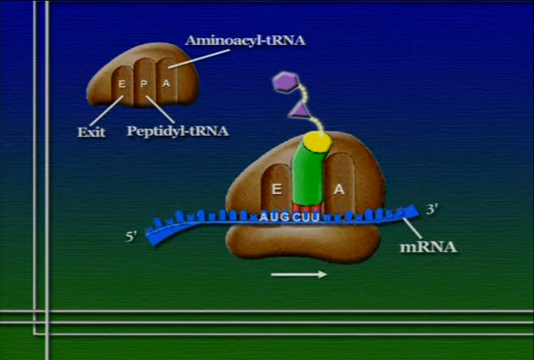 Aminoacyl-tRNA
E P A
Exit Peptidyl-tRNA
E A
AUGCUU
5' 3'
mRNA